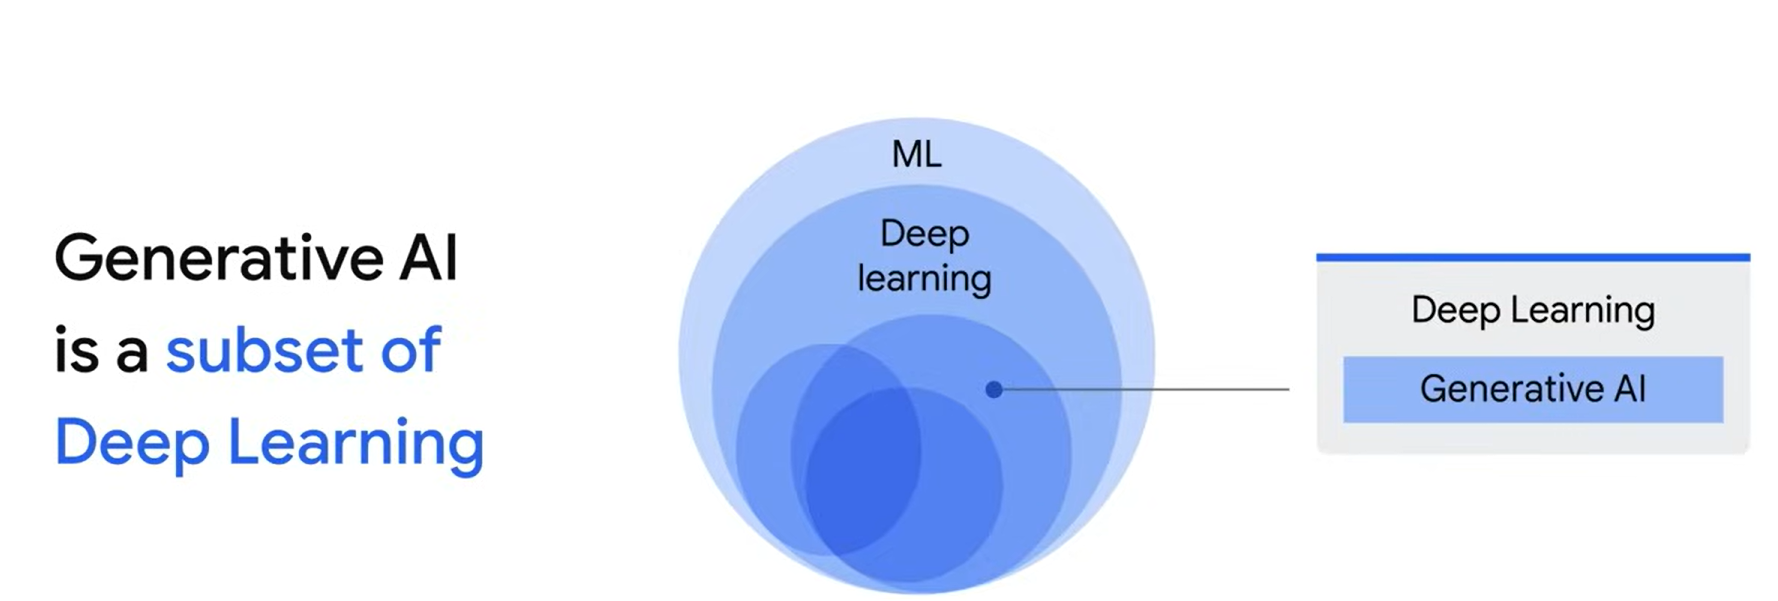 Generative AI
is a subset of
Deep Learning
ML
Deep
learning
Deep Learning
Generative AI